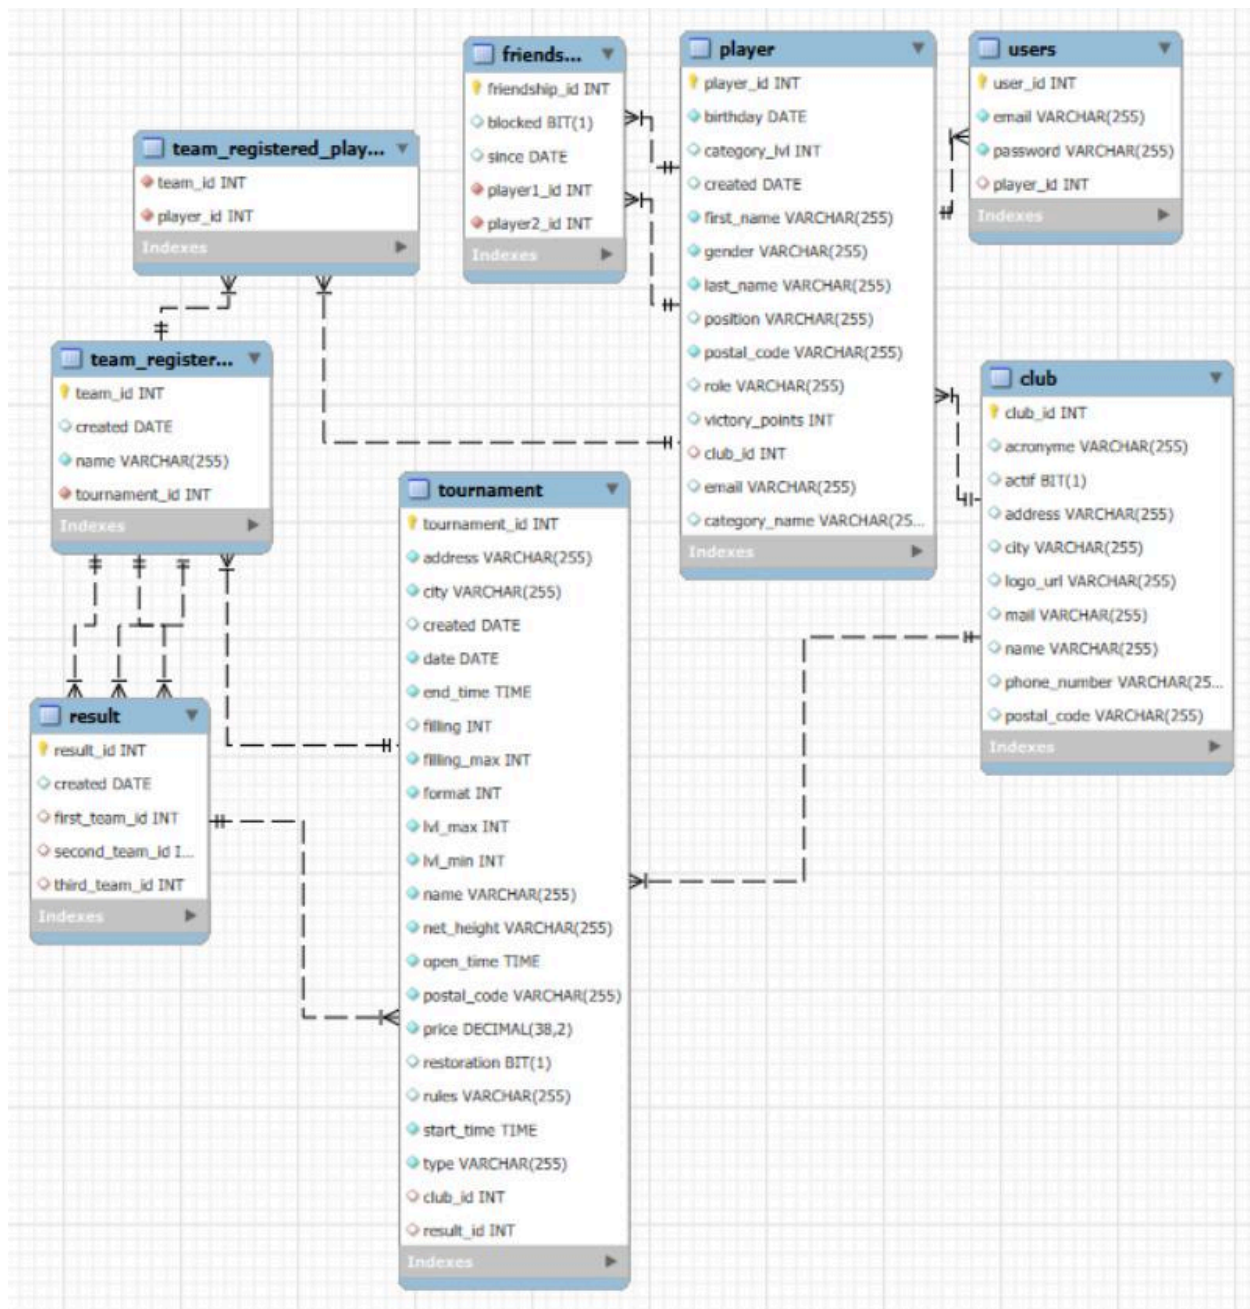 friends...
friendship_id INT
blocked BIT(1)
since DATE
player1_id INT
player2_id INT
Indexes
player
player_id INT
birthday DATE
category_lvl INT
created DATE
first_name VARCHAR(255)
gender VARCHAR(255)
last_name VARCHAR(255)
position VARCHAR(255)
postal_code VARCHAR(255)
role VARCHAR(255)
victory_points INT
club_id INT
email VARCHAR(255)
category_name VARCHAR(25...
Indexes
users
user_id INT
email VARCHAR(255)
password VARCHAR(255)
player_id INT
Indexes
team_registered_play...
team_id INT
player_id INT
Indexes
team_register...
team_id INT
created DATE
name VARCHAR(255)
tournament_id INT
Indexes
club
club_id INT
acronyme VARCHAR(255)
actif BIT(1)
address VARCHAR(255)
city VARCHAR(255)
logo_url VARCHAR(255)
mail VARCHAR(255)
name VARCHAR(255)
phone_number VARCHAR(25...
postal_code VARCHAR(255)
Indexes
tournament
tournament_id INT
address VARCHAR(255)
city VARCHAR(255)
created DATE
date DATE
end_time TIME
filling INT
filling_max INT
format INT
lvl_max INT
lvl_min INT
name VARCHAR(255)
net_height VARCHAR(255)
open_time TIME
postal_code VARCHAR(255)
price DECIMAL(38,2)
restoration BIT(1)
rules VARCHAR(255)
start_time TIME
type VARCHAR(255)
club_id INT
result_id INT
Indexes
result
result_id INT
created DATE
first_team_id INT
second_team_id I...
third_team_id INT
Indexes